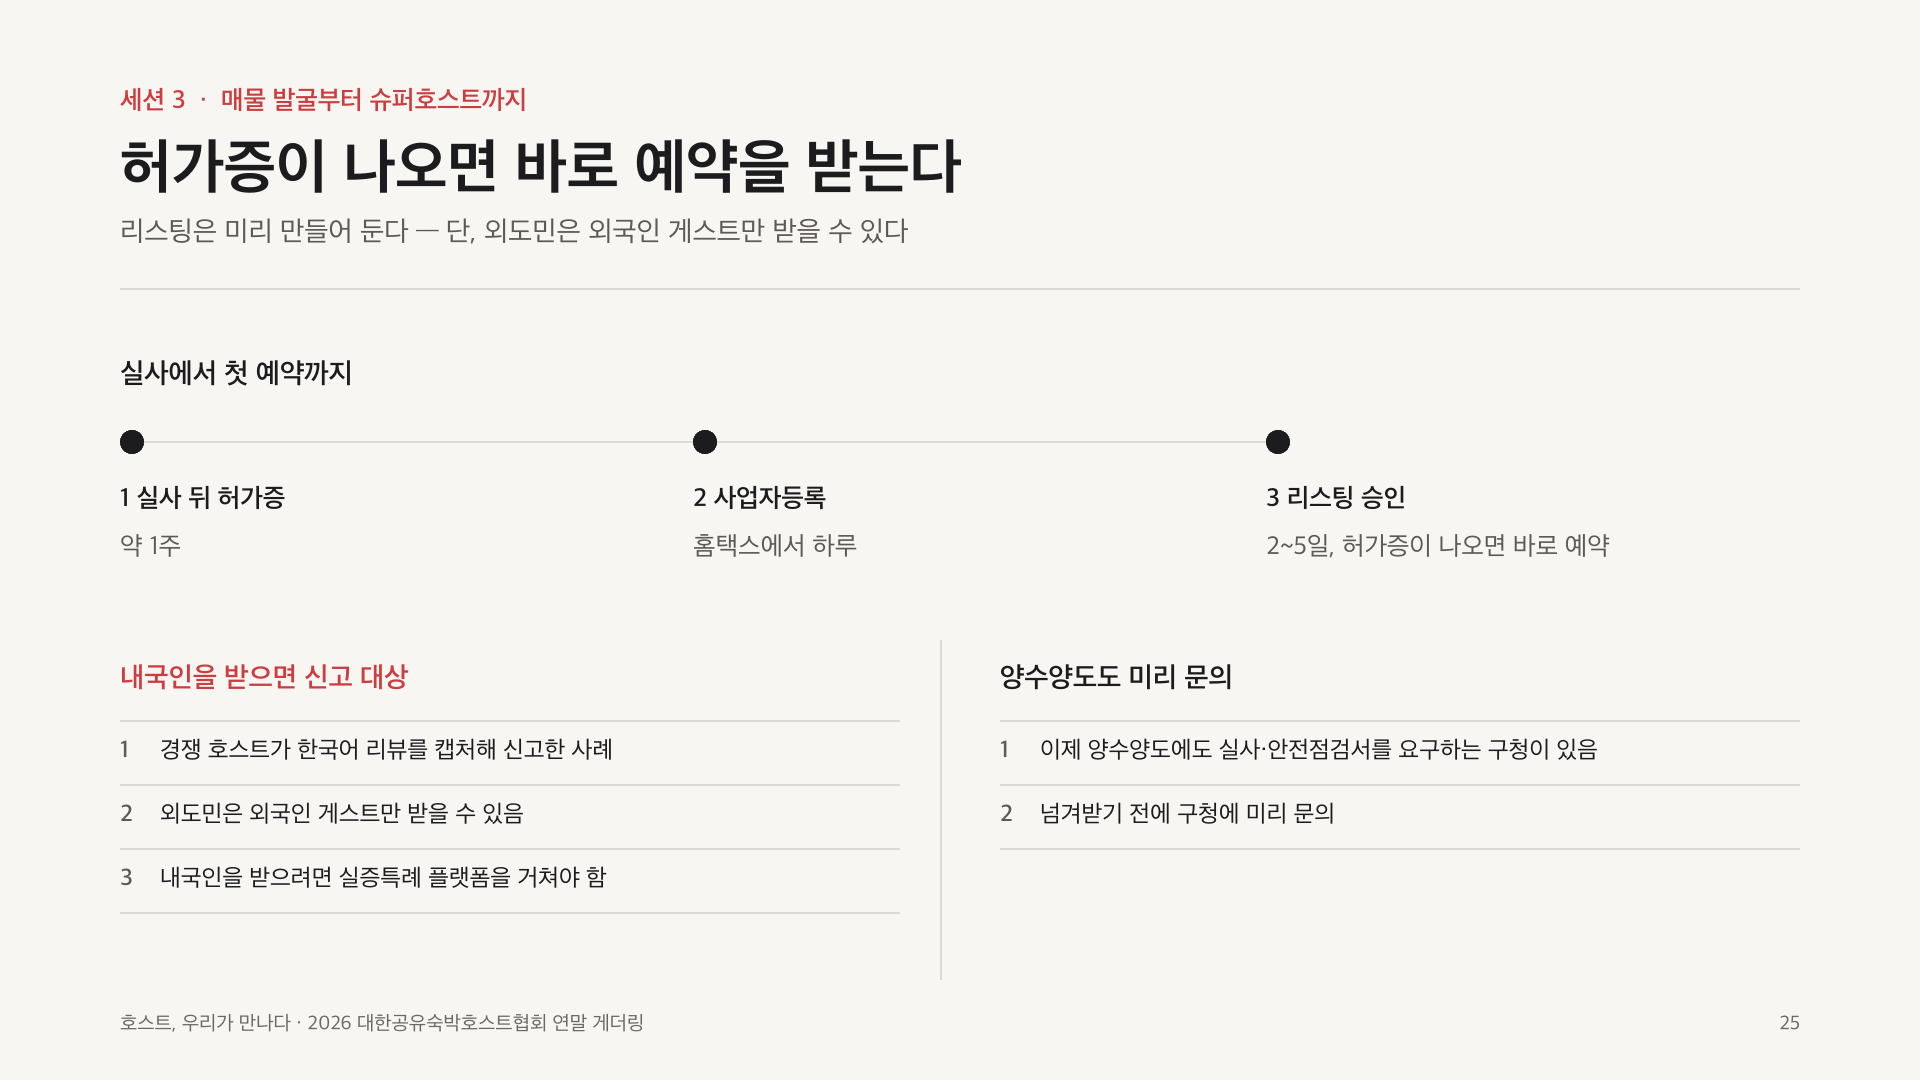 세션 3 · 매물 발굴부터 슈퍼호스트까지
허가증이 나오면 바로 예약을 받는다
리스팅은 미리 만들어 둔다 — 단, 외도민은 외국인 게스트만 받을 수 있다
실사에서 첫 예약까지
1 실사 뒤 허가증
약 1주
2 사업자등록
홈택스에서 하루
3 리스팅 승인
2~5일, 허가증이 나오면 바로 예약
내국인을 받으면 신고 대상
1 경쟁 호스트가 한국어 리뷰를 캡처해 신고한 사례
2 외도민은 외국인 게스트만 받을 수 있음
3 내국인을 받으려면 실증특례 플랫폼을 거쳐야 함
양수양도도 미리 문의
1 이제 양수양도에도 실사·안전점검서를 요구하는 구청이 있음
2 넘겨받기 전에 구청에 미리 문의
호스트, 우리가 만나다 · 2026 대한공유숙박호스트협회 연말 게더링
25